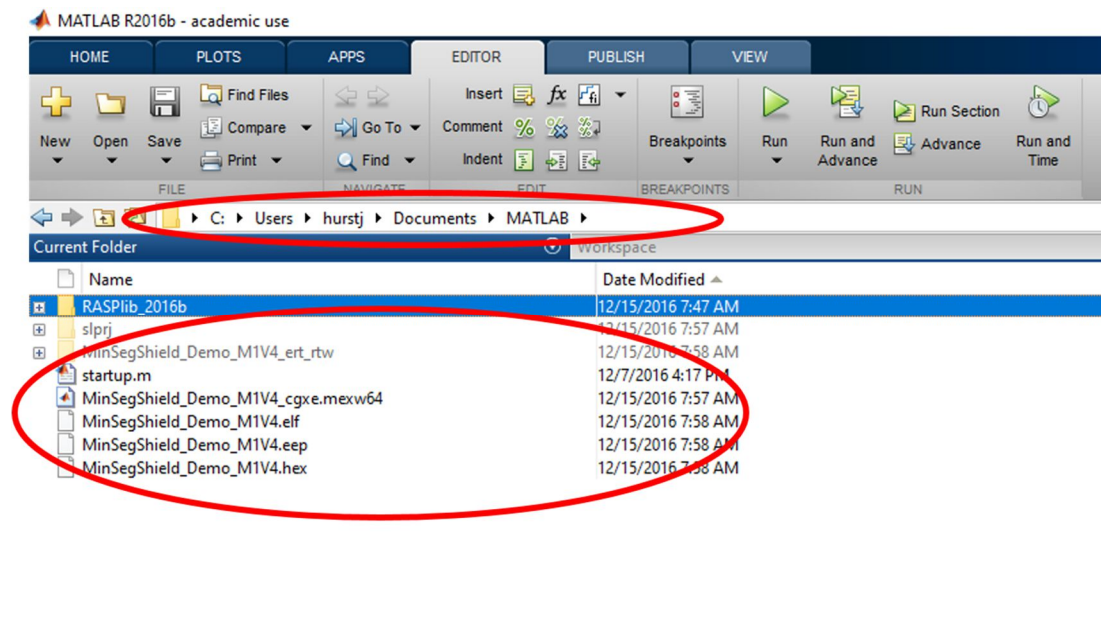 MATLAB R2016b - academic use
HOME PLOTS APPS EDITOR PUBLISH VIEW
New Open Save Find Files Compare Print Go To Find Insert fx Comment Indent Breakpoints Run Run and Advance Run Section Advance Run and Time
FILE NAVIGATE EDIT BREAKPOINTS RUN
C: Users hurstj Documents MATLAB
Current Folder Workspace
Name Date Modified
RASPlib_2016b 12/15/2016 7:47 AM
slprj 12/15/2016 7:57 AM
MinSegShield_Demo_M1V4_ert_rtw 12/15/2016 7:58 AM
startup.m 12/7/2016 4:17 PM
MinSegShield_Demo_M1V4_cgxe.mexw64 12/15/2016 7:57 AM
MinSegShield_Demo_M1V4.elf 12/15/2016 7:58 AM
MinSegShield_Demo_M1V4.eep 12/15/2016 7:58 AM
MinSegShield_Demo_M1V4.hex 12/15/2016 7:58 AM